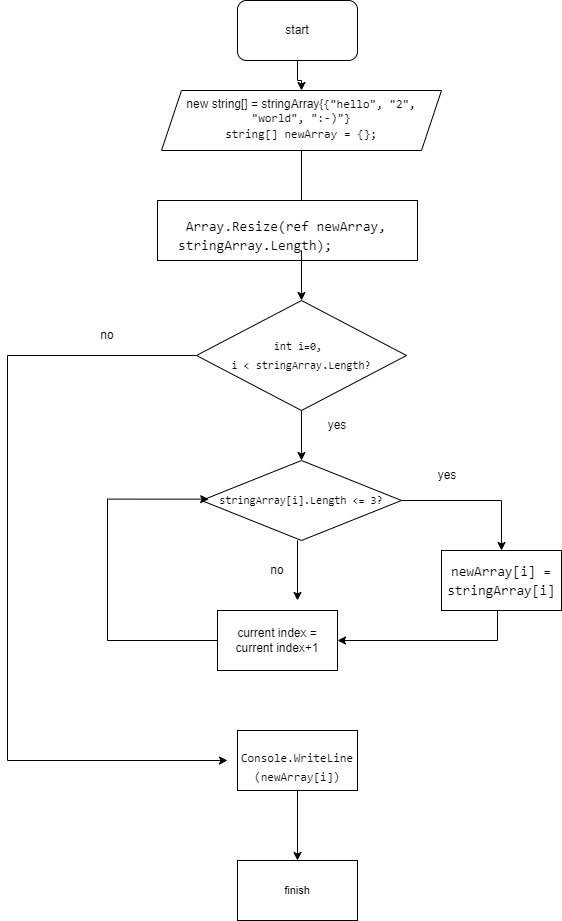 start
new string[] = stringArray{{"hello", "2",
"world", ":-)"}
string[] newArray = {};
Array.Resize(ref newArray,
stringArray.Length);
no
int i=0,
i < stringArray.Length?
yes
stringArray[i].Length <= 3?
yes
no
newArray[i] =
stringArray[i]
current index =
current index+1
Console.WriteLine
(newArray[i])
finish